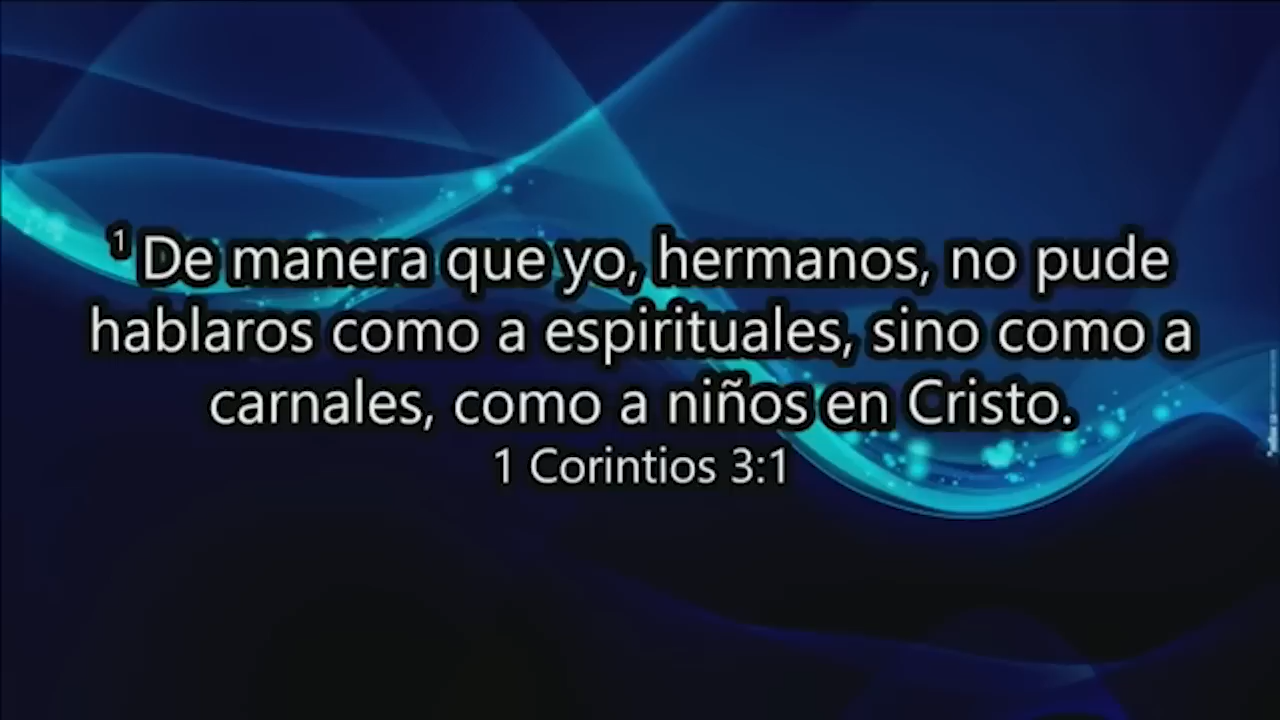 ¹ De manera que yo, hermanos, no pude
hablaros como a espirituales, sino como a
carnales, como a niños en Cristo.
1 Corintios 3:1